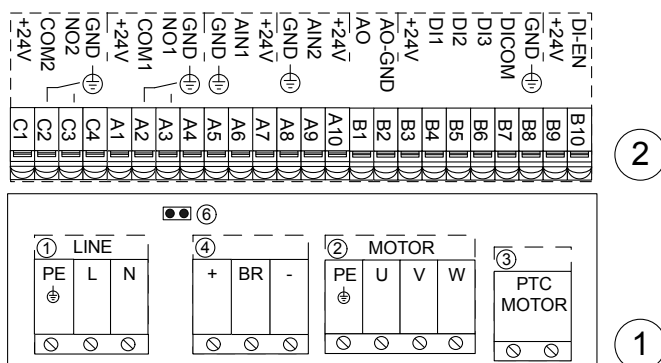 +24V COM2 NO2 GND +24V COM1 NO1 GND GND AIN1 +24V GND AIN2 +24V AO AO-GND +24V DI1 DI2 DI3 DICOM GND +24V DI-EN
C1 C2 C3 C4 A1 A2 A3 A4 A5 A6 A7 A8 A9 A10 B1 B2 B3 B4 B5 B6 B7 B8 B9 B10
2
6
1 LINE
PE L N
4
+ BR -
2 MOTOR
PE U V W
3
PTC
MOTOR
1